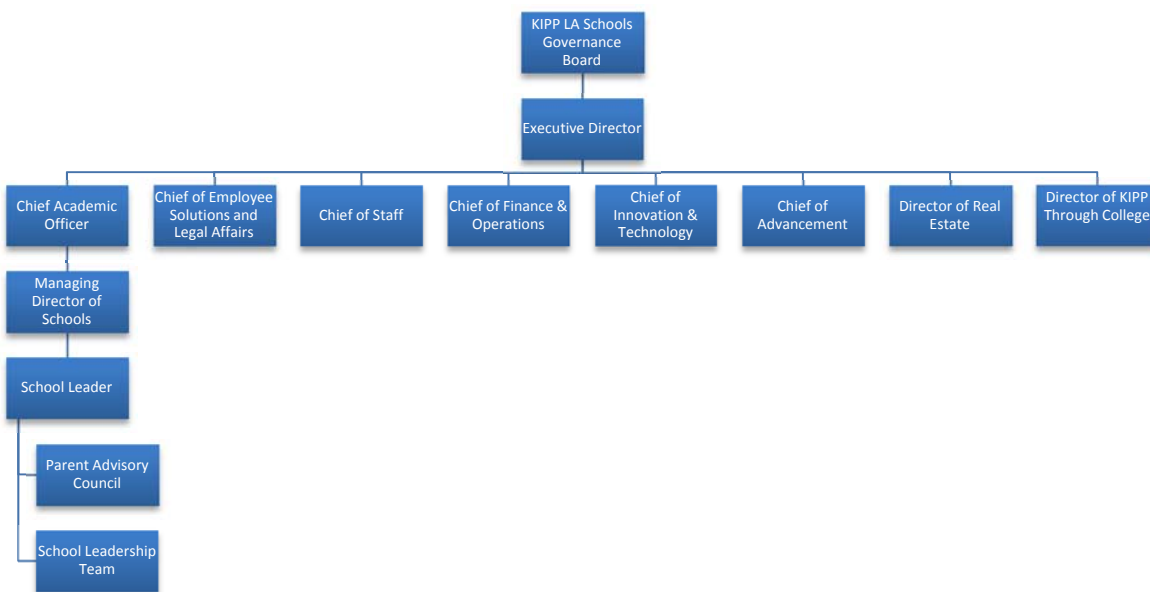 KIPP LA Schools
Governance
Board
Executive Director
Chief Academic
Officer
Chief of Employee
Solutions and
Legal Affairs
Chief of Staff
Chief of Finance &
Operations
Chief of
Innovation &
Technology
Chief of
Advancement
Director of Real
Estate
Director of KIPP
Through College
Managing
Director of
Schools
School Leader
Parent Advisory
Council
School Leadership
Team